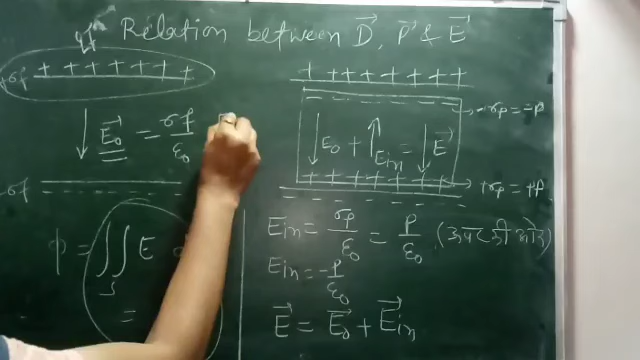 Relation between D⃗, P⃗ & E⃗
+σf + + + + + + +
+ + + + + + + +
- - - - - - - → -σp = -P
↓ E⃗₀ = σf/ε₀
↓E₀ + ↑Ein = ↓E⃗
+ + + + + + + → +σp = +P
-σf - - - - - - -
- - - - - - - -
ϕ = ∬ E
S
=
Ein = σp/ε₀ = P/ε₀ (ऊपर की ओर)
Ein = -P/ε₀
E⃗ = E⃗₀ + E⃗in